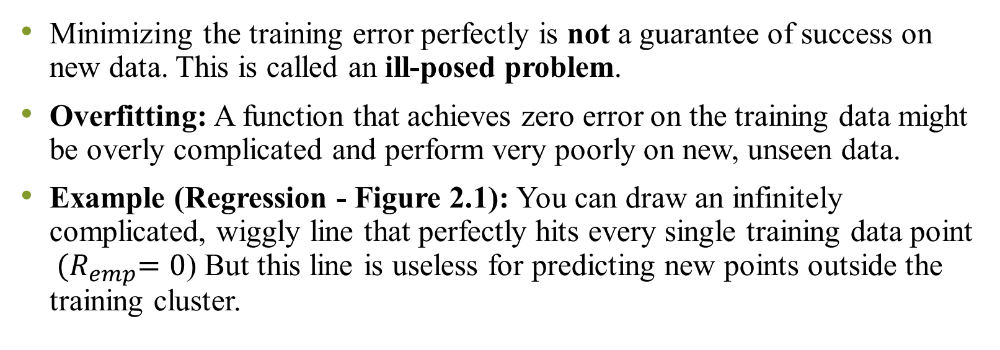 • Minimizing the training error perfectly is not a guarantee of success on
new data. This is called an ill-posed problem.
• Overfitting: A function that achieves zero error on the training data might
be overly complicated and perform very poorly on new, unseen data.
• Example (Regression - Figure 2.1): You can draw an infinitely
complicated, wiggly line that perfectly hits every single training data point
(R_emp= 0) But this line is useless for predicting new points outside the
training cluster.